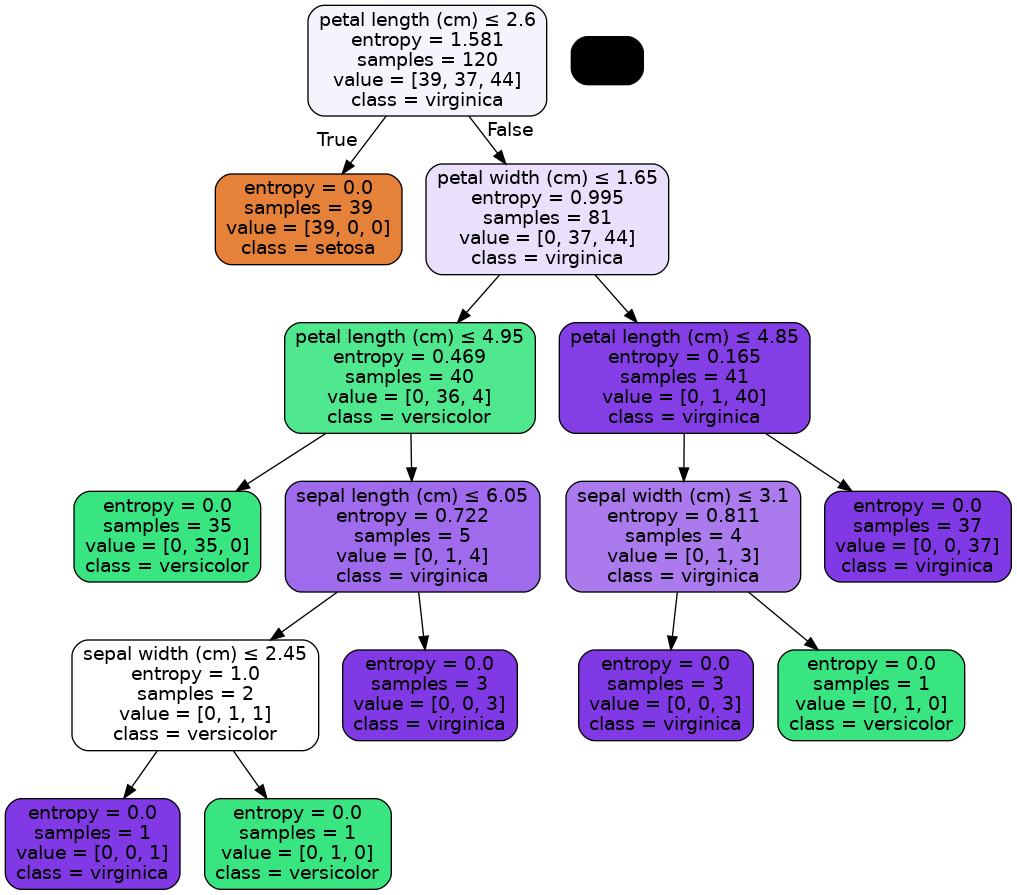 petal length (cm) ≤ 2.6
entropy = 1.581
samples = 120
value = [39, 37, 44]
class = virginica
True
False
entropy = 0.0
samples = 39
value = [39, 0, 0]
class = setosa
petal width (cm) ≤ 1.65
entropy = 0.995
samples = 81
value = [0, 37, 44]
class = virginica
petal length (cm) ≤ 4.95
entropy = 0.469
samples = 40
value = [0, 36, 4]
class = versicolor
petal length (cm) ≤ 4.85
entropy = 0.165
samples = 41
value = [0, 1, 40]
class = virginica
entropy = 0.0
samples = 35
value = [0, 35, 0]
class = versicolor
sepal length (cm) ≤ 6.05
entropy = 0.722
samples = 5
value = [0, 1, 4]
class = virginica
sepal width (cm) ≤ 3.1
entropy = 0.811
samples = 4
value = [0, 1, 3]
class = virginica
entropy = 0.0
samples = 37
value = [0, 0, 37]
class = virginica
sepal width (cm) ≤ 2.45
entropy = 1.0
samples = 2
value = [0, 1, 1]
class = versicolor
entropy = 0.0
samples = 3
value = [0, 0, 3]
class = virginica
entropy = 0.0
samples = 3
value = [0, 0, 3]
class = virginica
entropy = 0.0
samples = 1
value = [0, 1, 0]
class = versicolor
entropy = 0.0
samples = 1
value = [0, 0, 1]
class = virginica
entropy = 0.0
samples = 1
value = [0, 1, 0]
class = versicolor